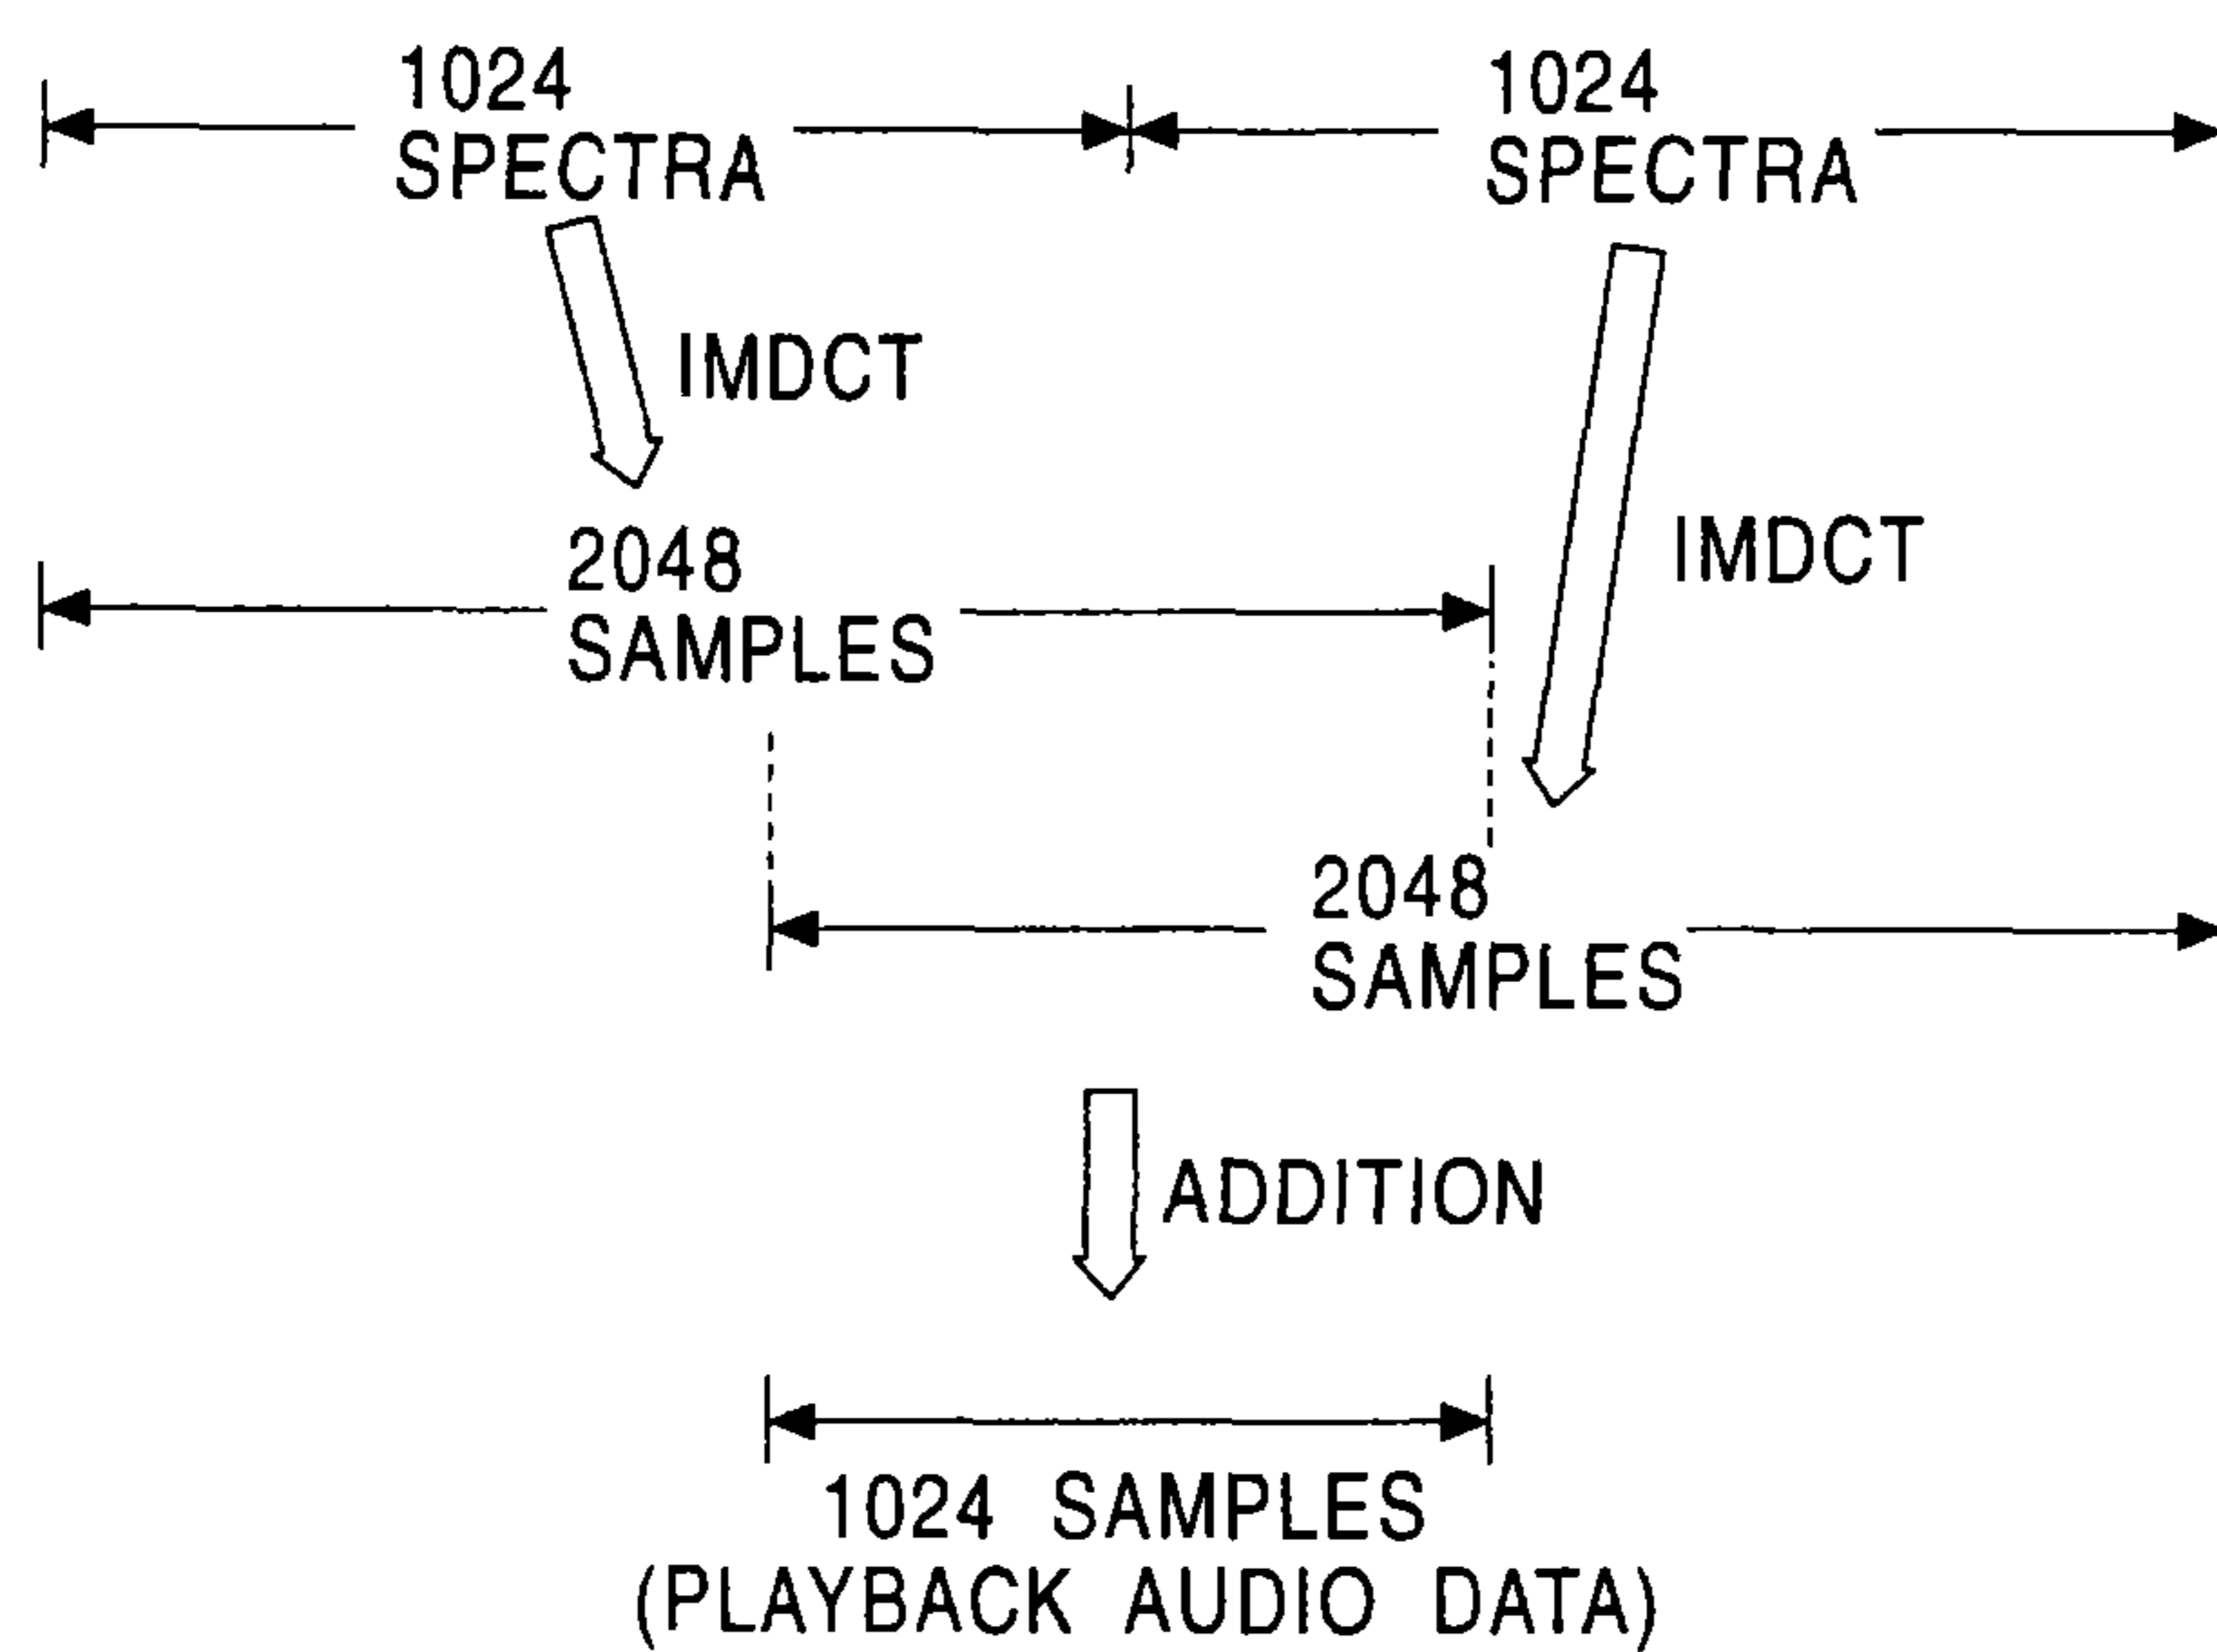 1024
SPECTRA
1024
SPECTRA
IMDCT
IMDCT
2048
SAMPLES
2048
SAMPLES
ADDITION
1024 SAMPLES
(PLAYBACK AUDIO DATA)